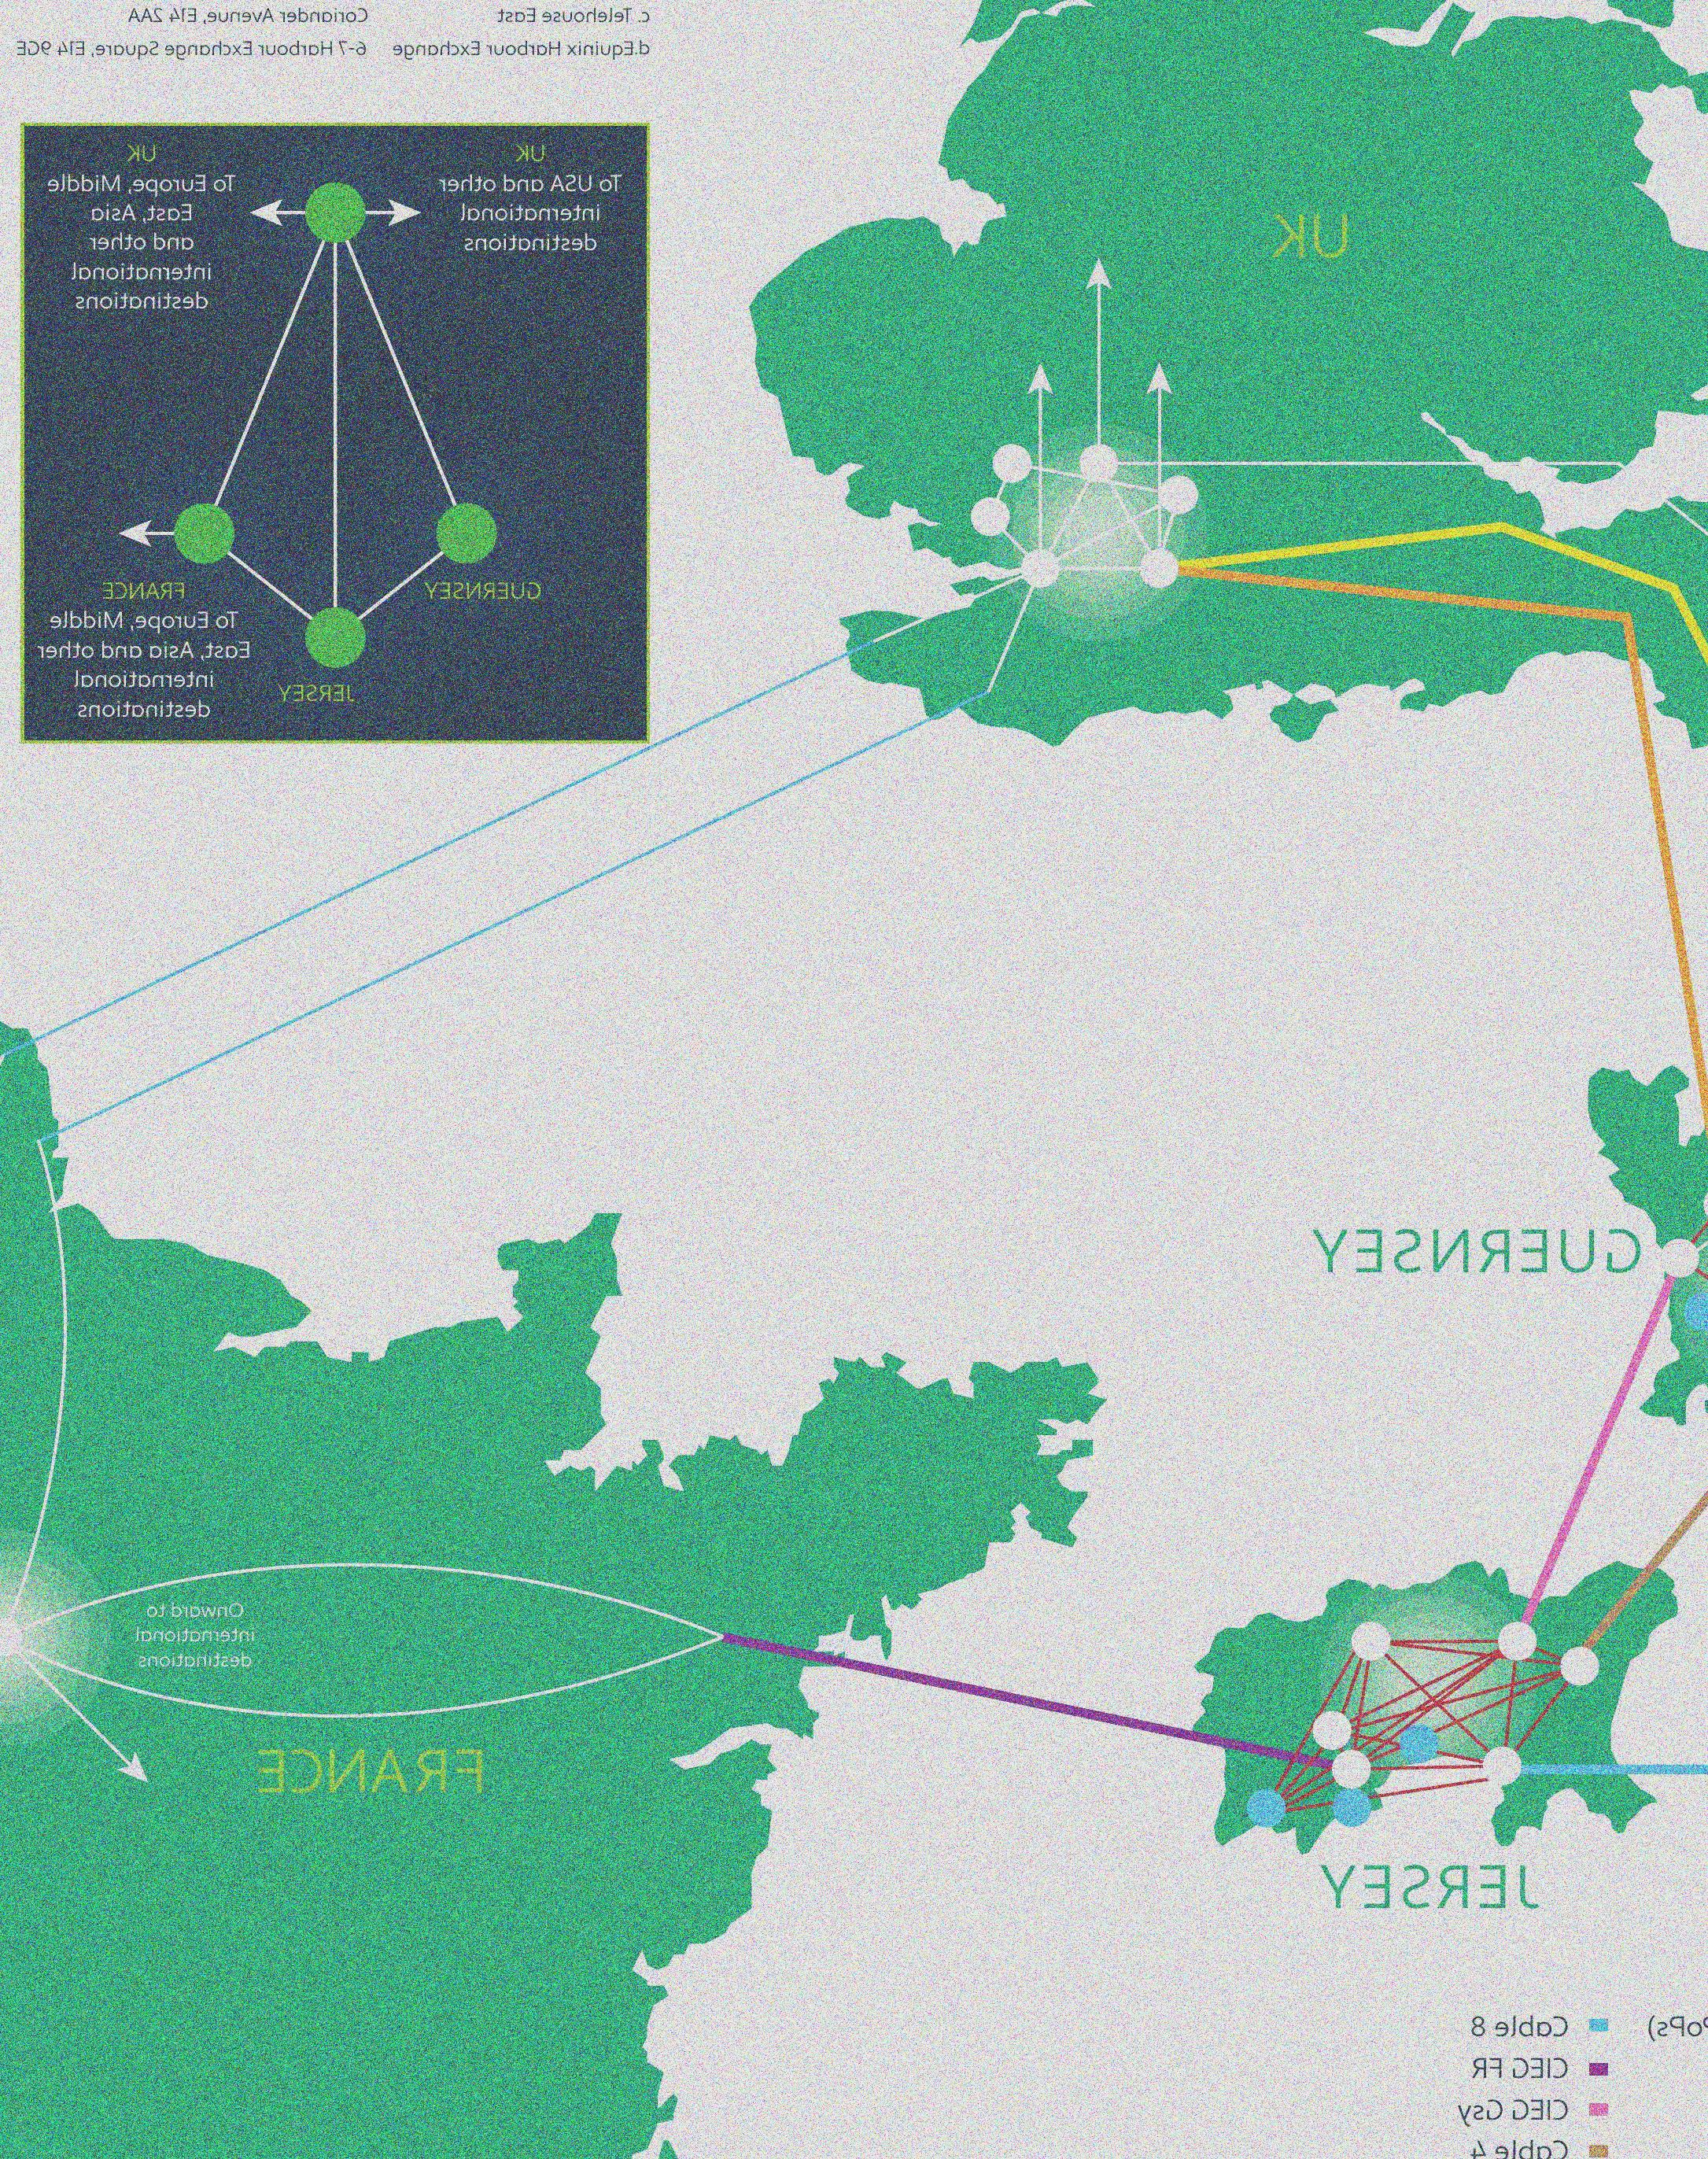 c. Telehouse East Coriander Avenue, E14 2AA
d.Equinix Harbour Exchange 6-7 Harbour Exchange Square, E14 9GE
UK
To USA and other
international
destinations
UK
To Europe, Middle
East, Asia
and other
international
destinations
GUERNSEY
FRANCE
To Europe, Middle
East, Asia and other
international
destinations
JERSEY
UK
GUERNSEY
Onward to
international
destinations
FRANCE
JERSEY
Cable 8
CIEG FR
CIEG Gsy
Cable 4